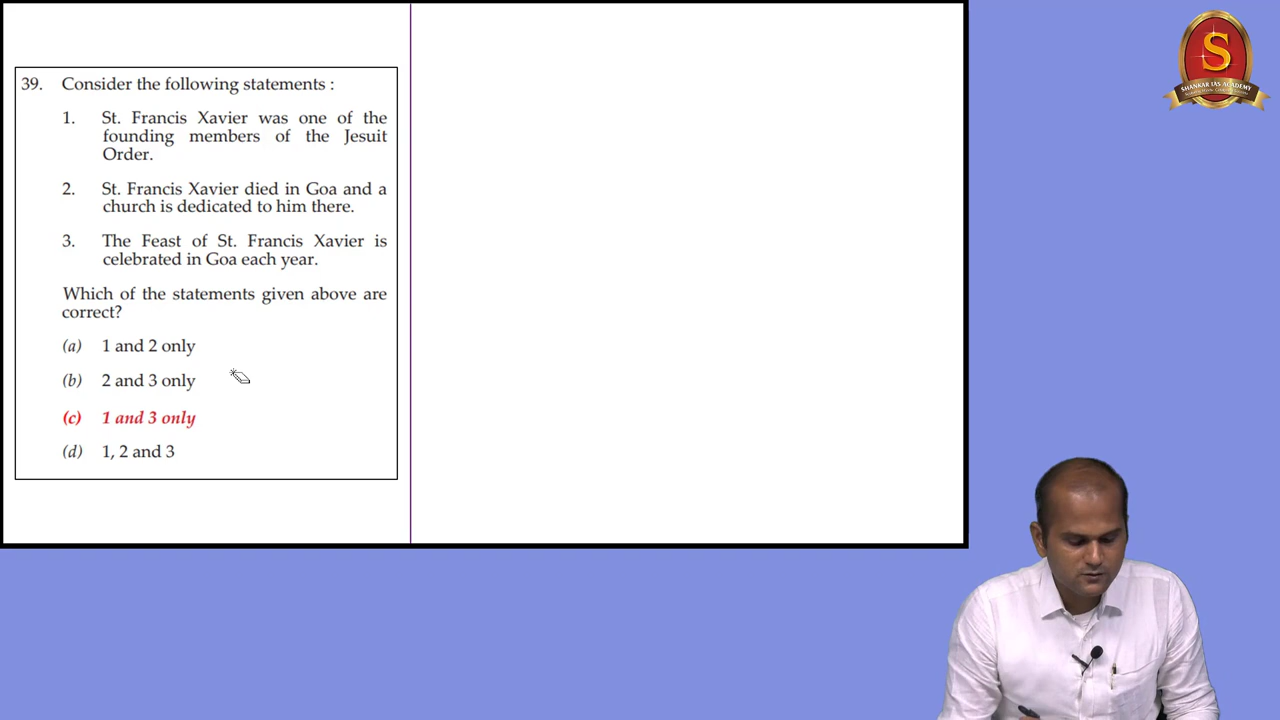 39. Consider the following statements :
1. St. Francis Xavier was one of the
founding members of the Jesuit
Order.
2. St. Francis Xavier died in Goa and a
church is dedicated to him there.
3. The Feast of St. Francis Xavier is
celebrated in Goa each year.
Which of the statements given above are
correct?
(a) 1 and 2 only
(b) 2 and 3 only
(c) 1 and 3 only
(d) 1, 2 and 3
S
SHANKAR IAS ACADEMY